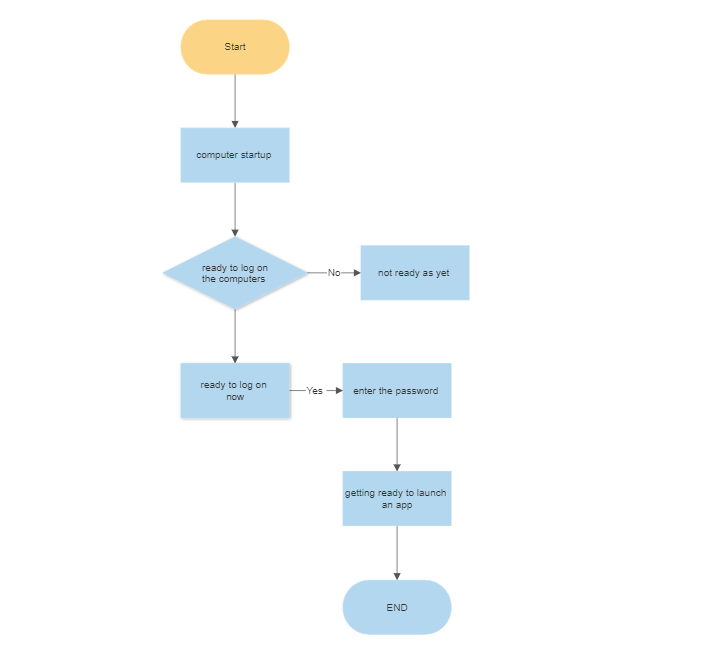 Start
computer startup
ready to log on
the computers
No
not ready as yet
ready to log on
now
Yes
enter the password
getting ready to launch
an app
END